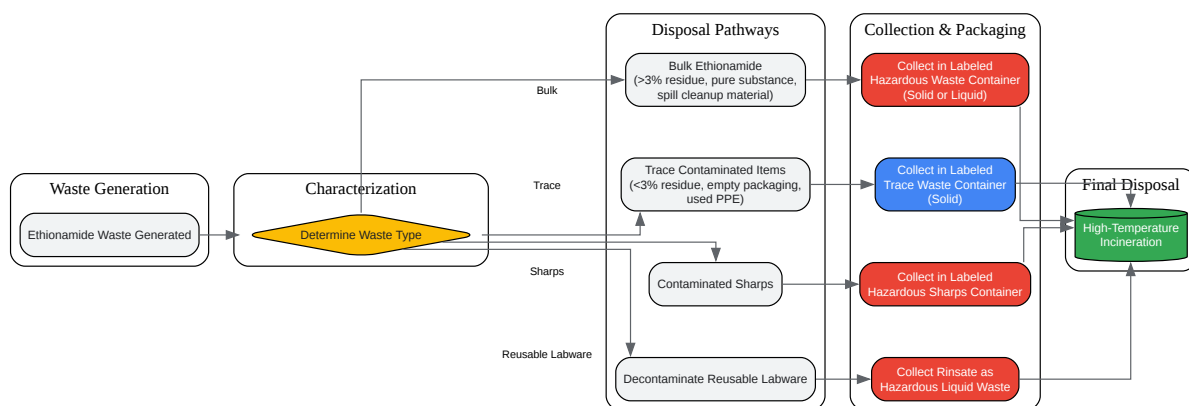 Waste Generation
Ethionamide Waste Generated
Characterization
Determine Waste Type
Bulk
Trace
Sharps
Reusable Labware
Disposal Pathways
Bulk Ethionamide
(>3% residue, pure substance,
spill cleanup material)
Trace Contaminated Items
(<3% residue, empty packaging,
used PPE)
Contaminated Sharps
Decontaminate Reusable Labware
Collection & Packaging
Collect in Labeled
Hazardous Waste Container
(Solid or Liquid)
Collect in Labeled
Trace Waste Container
(Solid)
Collect in Labeled
Hazardous Sharps Container
Collect Rinsate as
Hazardous Liquid Waste
Final Disposal
High-Temperature
Incineration